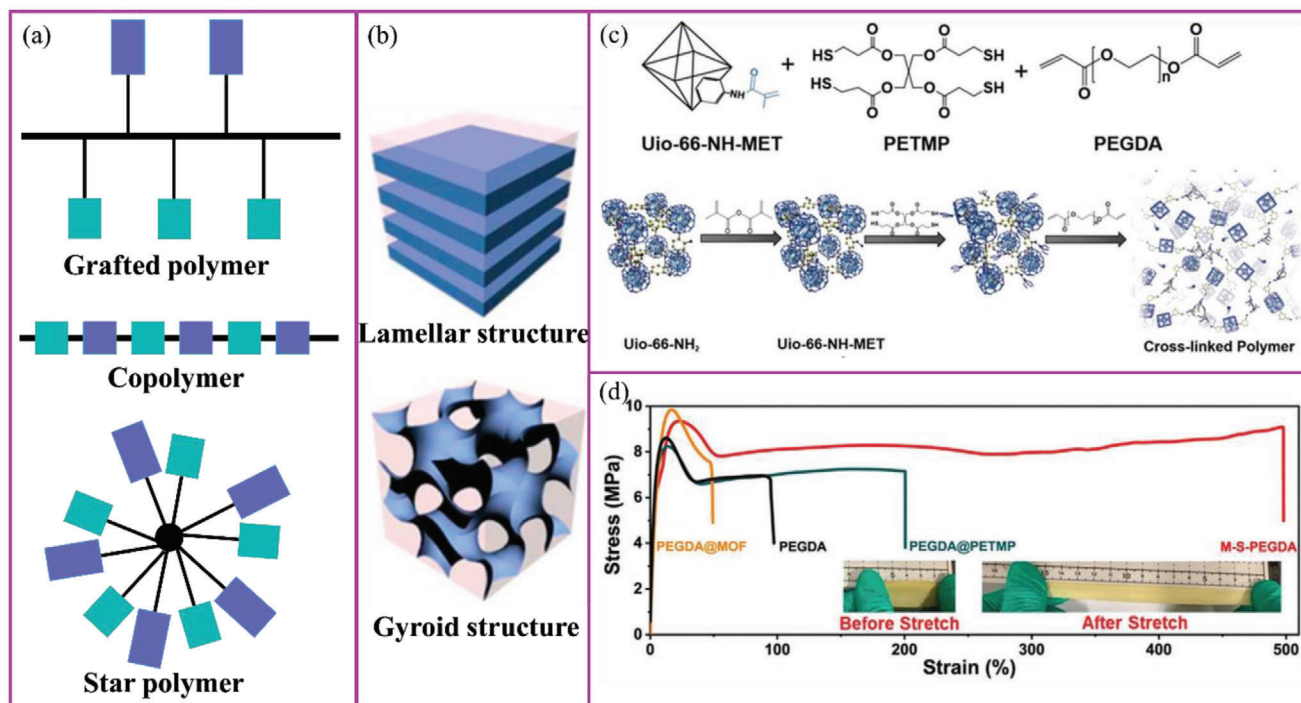 (a)
Grafted polymer
Copolymer
Star polymer
(b)
Lamellar structure
Gyroid structure
(c)
NH
O
+
HS
O
O
O
O
SH
HS
O
O
O
O
SH
+
O
O
O
n
O
O
Uio-66-NH-MET
PETMP
PEGDA
Uio-66-NH₂
Uio-66-NH-MET
Cross-linked Polymer
(d)
Stress (MPa)
10
8
6
4
2
0
PEGDA@MOF
PEGDA
PEGDA@PETMP
M-S-PEGDA
Before Stretch
After Stretch
0
100
200
300
400
500
Strain (%)